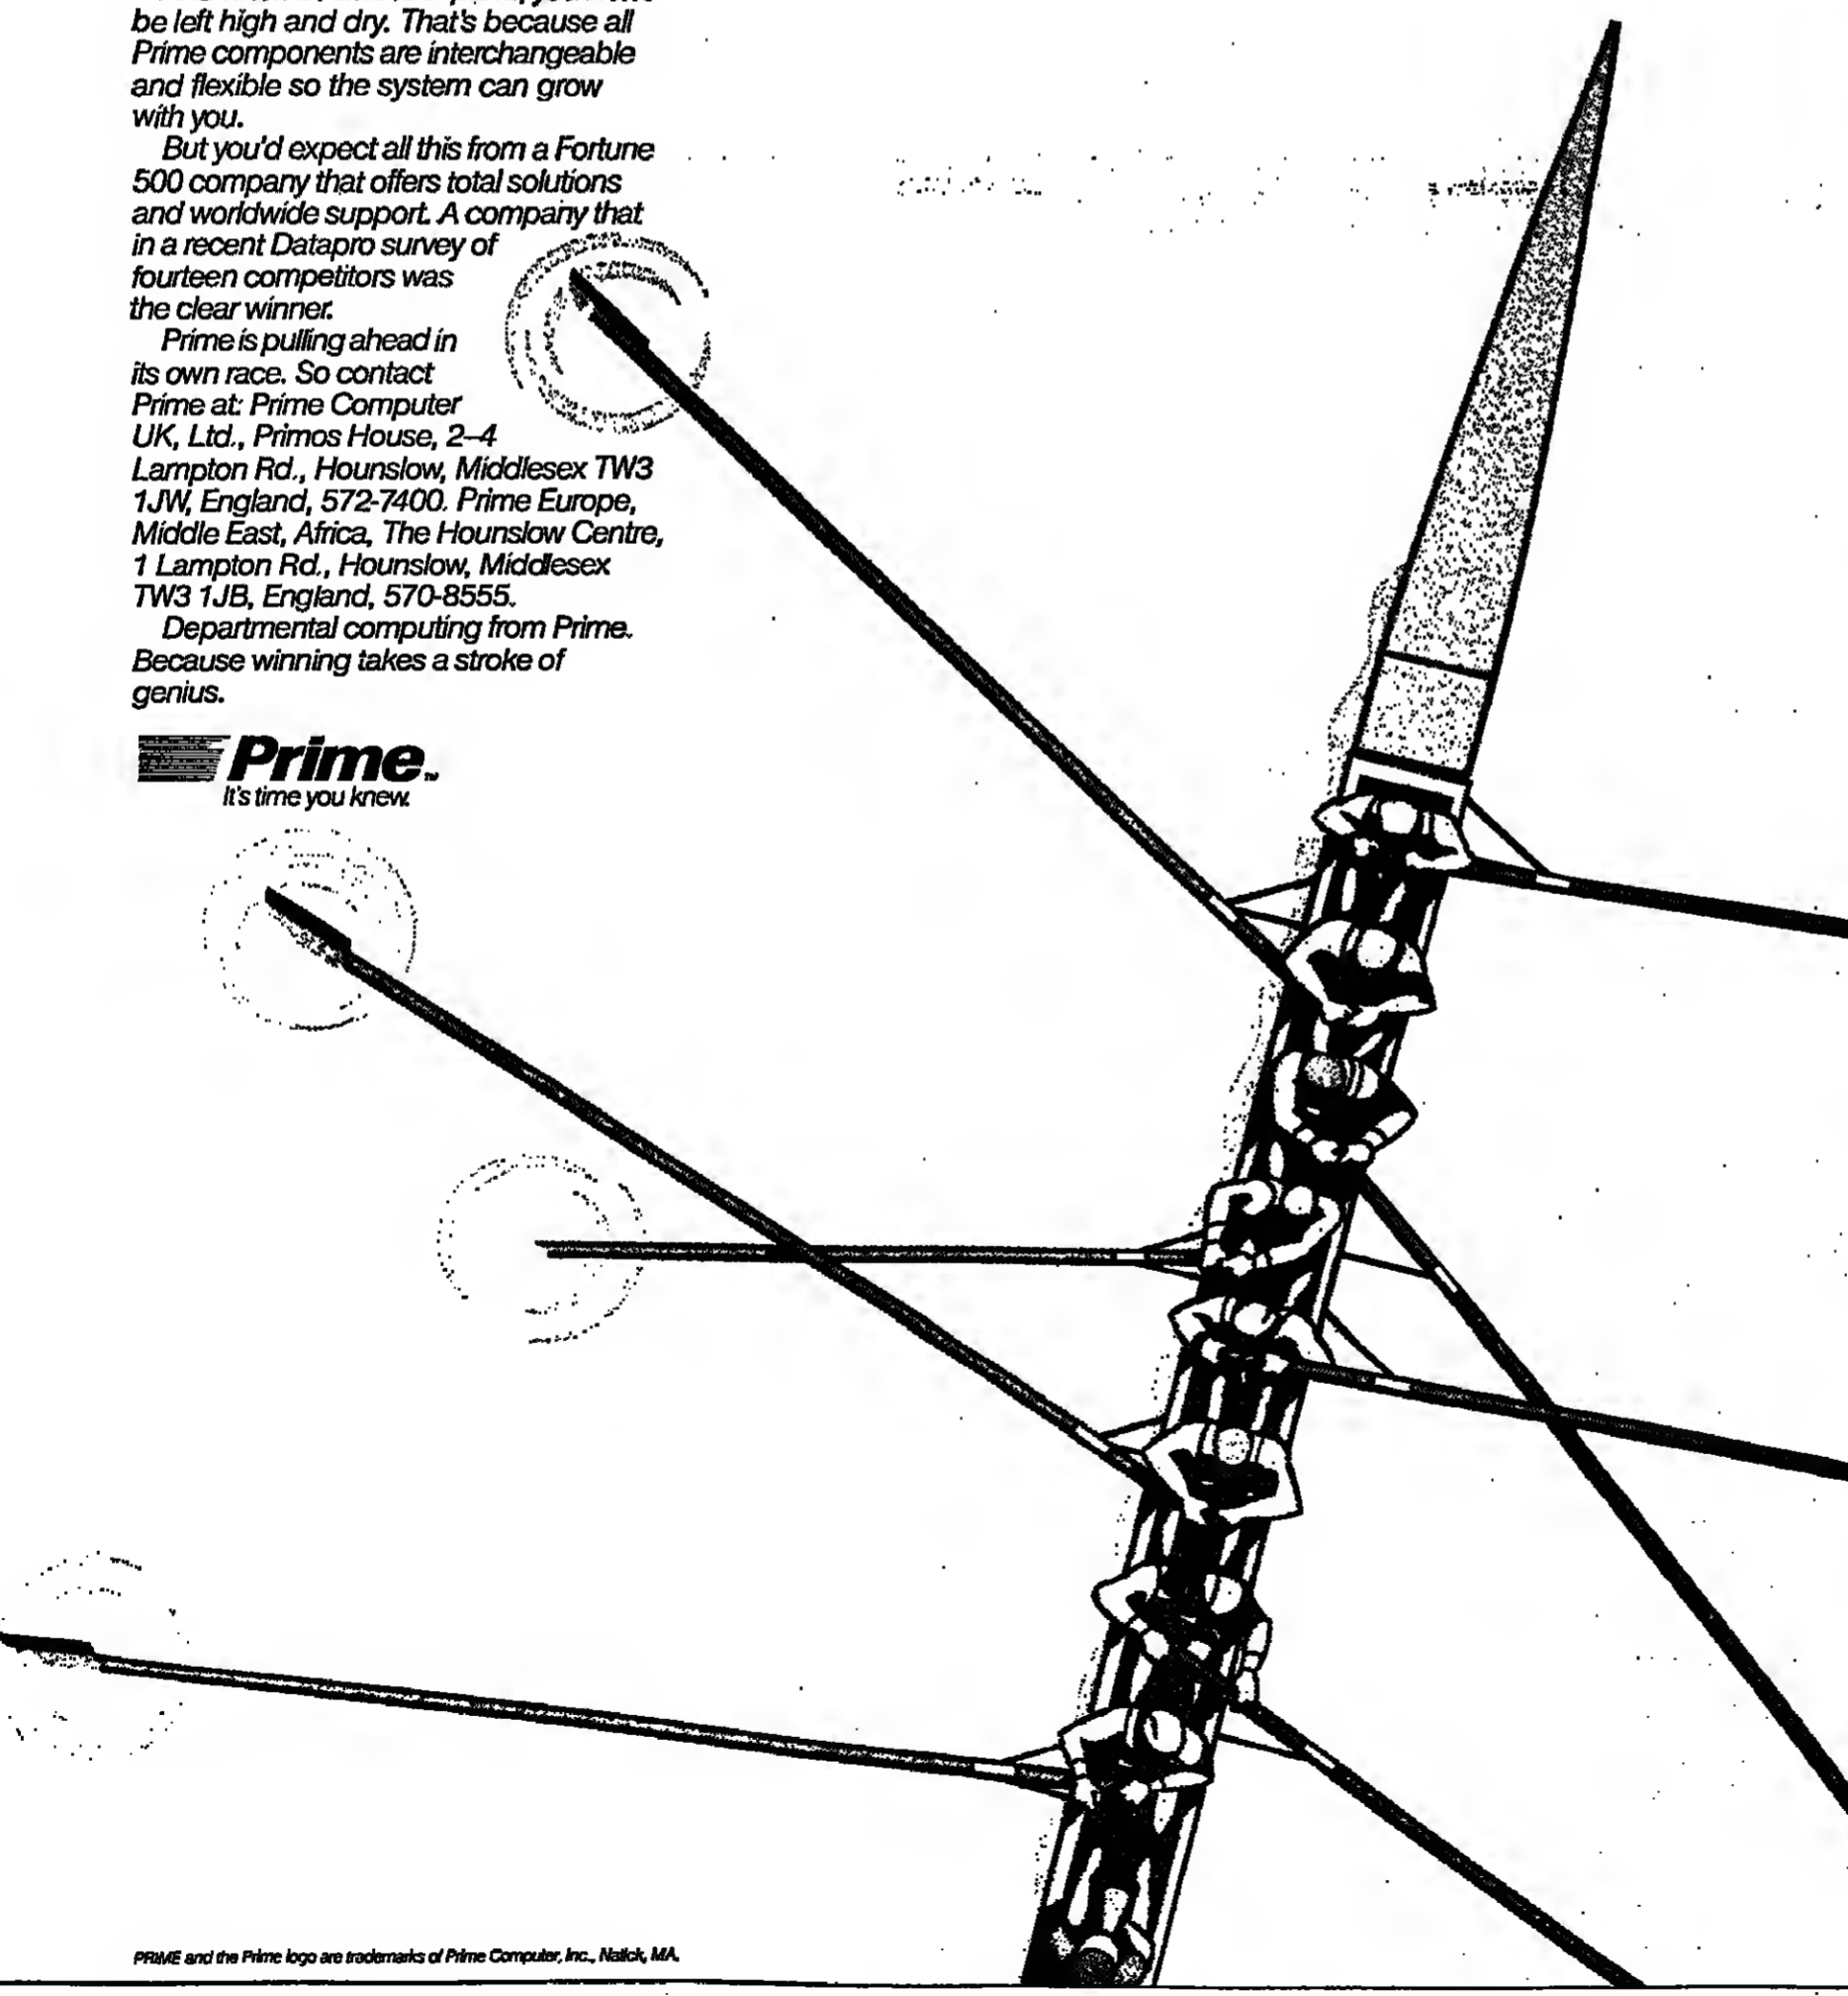 be left high and dry. That's because all
Prime components are interchangeable
and flexible so the system can grow
with you.
But you'd expect all this from a Fortune
500 company that offers total solutions
and worldwide support. A company that
in a recent Datapro survey of
fourteen competitors was
the clear winner.
Prime is pulling ahead in
its own race. So contact
Prime at: Prime Computer
UK, Ltd., Primos House, 2–4
Lampton Rd., Hounslow, Middlesex TW3
1JW, England, 572-7400. Prime Europe,
Middle East, Africa, The Hounslow Centre,
1 Lampton Rd., Hounslow, Middlesex
TW3 1JB, England, 570-8555.
Departmental computing from Prime.
Because winning takes a stroke of
genius.
Prime™
It's time you knew.
PRIME and the Prime logo are trademarks of Prime Computer, Inc., Natick, MA.